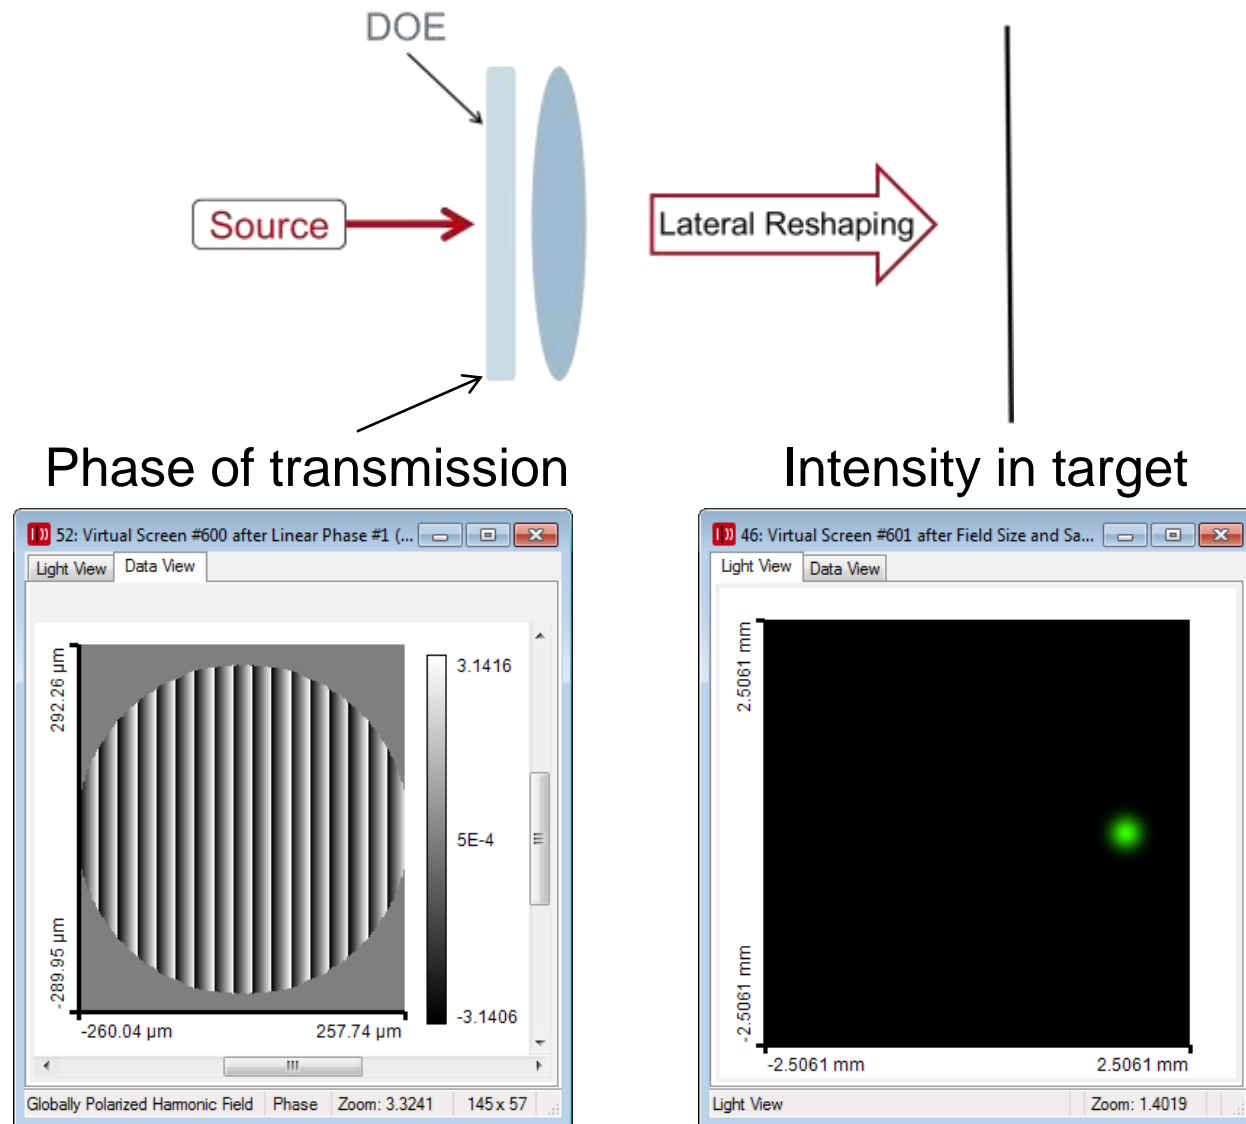 DOE
Source
Lateral Reshaping
Phase of transmission
Intensity in target
52: Virtual Screen #600 after Linear Phase #1 (...
Light View Data View
292.26 µm
-289.95 µm
-260.04 µm 257.74 µm
3.1416
5E-4
-3.1406
Globally Polarized Harmonic Field Phase Zoom: 3.3241 145 x 57
46: Virtual Screen #601 after Field Size and Sa...
Light View Data View
2.5061 mm
-2.5061 mm
-2.5061 mm 2.5061 mm
Light View Zoom: 1.4019